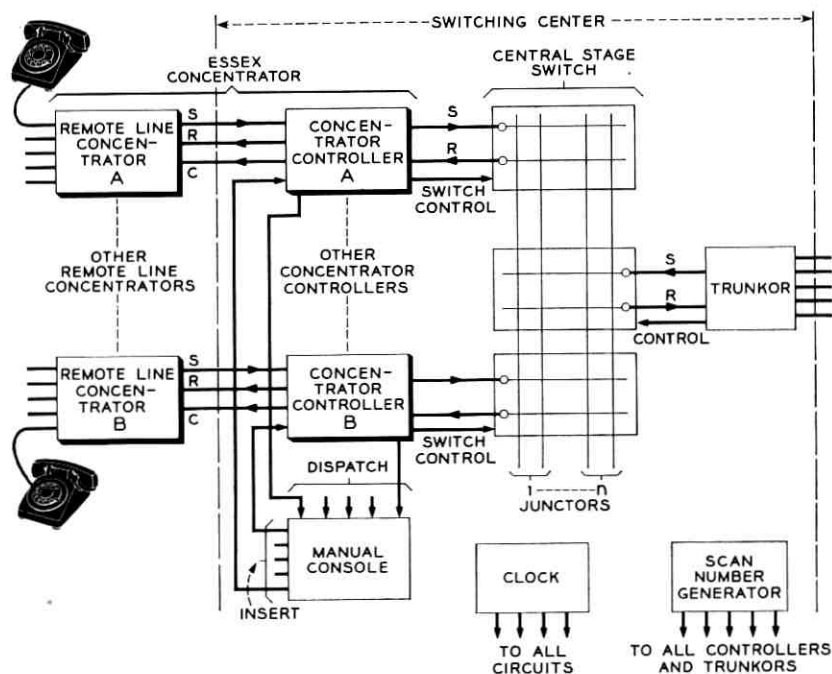 SWITCHING CENTER
ESSEX
CONCENTRATOR
CENTRAL STAGE
SWITCH
REMOTE LINE
CONCEN-
TRATOR
A
S
R
C
CONCEN-
TRATOR
CONTROLLER
A
S
R
SWITCH
CONTROL
OTHER
REMOTE LINE
CONCENTRATORS
OTHER
CONCENTRATOR
CONTROLLERS
S
R
TRUNKOR
CONTROL
REMOTE LINE
CONCEN-
TRATOR
B
S
R
C
CONCEN-
TRATOR
CONTROLLER
B
SWITCH
CONTROL
DISPATCH
1 n
JUNCTORS
MANUAL
CONSOLE
INSERT
CLOCK
TO ALL
CIRCUITS
SCAN
NUMBER
GENERATOR
TO ALL CONTROLLERS
AND TRUNKORS